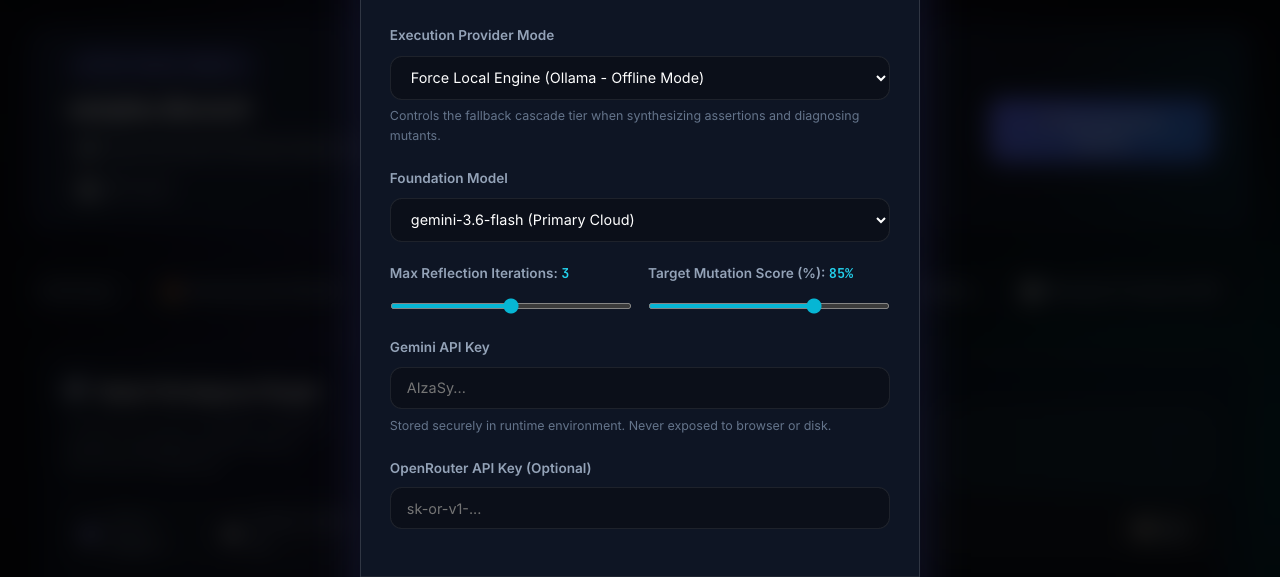 Execution Provider Mode
Force Local Engine (Ollama - Offline Mode)
Controls the fallback cascade tier when synthesizing assertions and diagnosing
mutants.
Foundation Model
gemini-3.6-flash (Primary Cloud)
Max Reflection Iterations: 3
Target Mutation Score (%): 85%
Gemini API Key
AIzaSy...
Stored securely in runtime environment. Never exposed to browser or disk.
OpenRouter API Key (Optional)
sk-or-v1-...